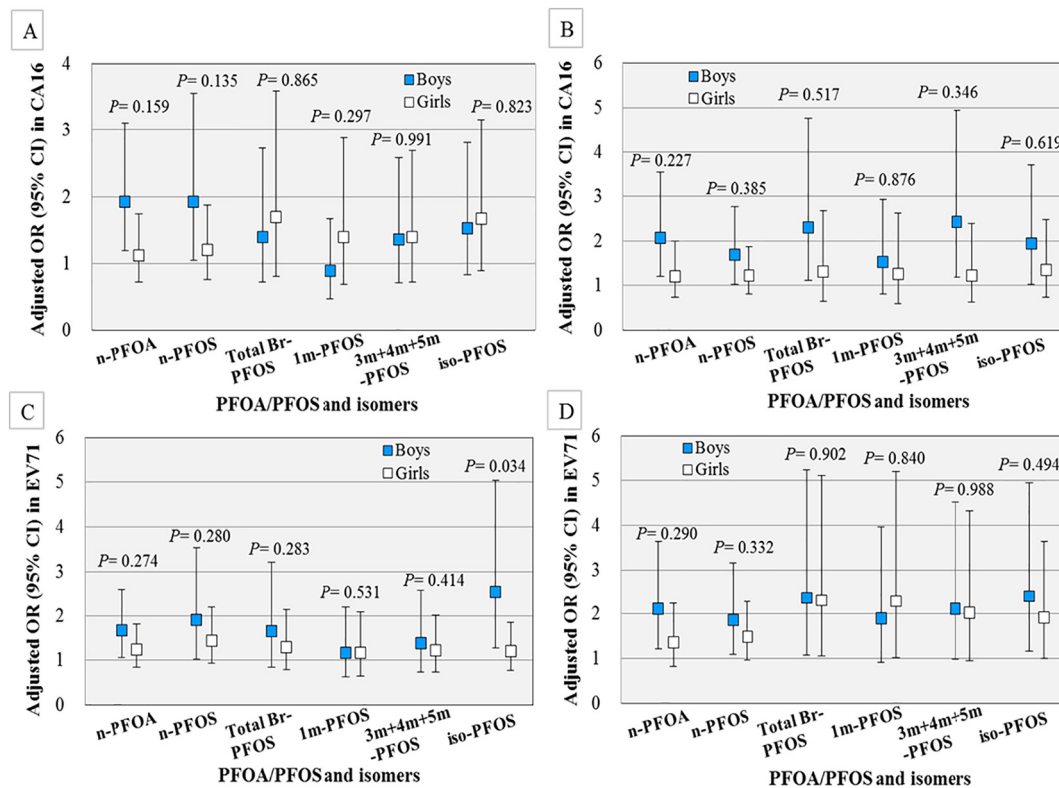 A
Adjusted OR (95% CI) in CA16
4
3
2
1
0
P= 0.159
P= 0.135
P= 0.865
P= 0.297
P= 0.991
P= 0.823
Boys
Girls
n-PFOA
n-PFOS
Total Br-
PFOS
1m-PFOS
3m+4m+5m
-PFOS
iso-PFOS
PFOA/PFOS and isomers
B
Adjusted OR (95% CI) in CA16
6
5
4
3
2
1
0
Boys
Girls
P= 0.227
P= 0.385
P= 0.517
P= 0.876
P= 0.346
P= 0.619
n-PFOA
n-PFOS
Total Br-
PFOS
1m-PFOS
3m+4m+5m
-PFOS
iso-PFOS
PFOA/PFOS and isomers
C
Adjusted OR (95% CI) in EV71
6
5
4
3
2
1
0
Boys
Girls
P= 0.274
P= 0.280
P= 0.283
P= 0.531
P= 0.414
P= 0.034
n-PFOA
n-PFOS
Total Br-
PFOS
1m-PFOS
3m+4m+5m
-PFOS
iso-PFOS
PFOA/PFOS and isomers
D
Adjusted OR (95% CI) in EV71
6
5
4
3
2
1
0
Boys
Girls
P= 0.290
P= 0.332
P= 0.902
P= 0.840
P= 0.988
P= 0.494
n-PFOA
n-PFOS
Total Br-
PFOS
1m-PFOS
3m+4m+5m
-PFOS
iso-PFOS
PFOA/PFOS and isomers